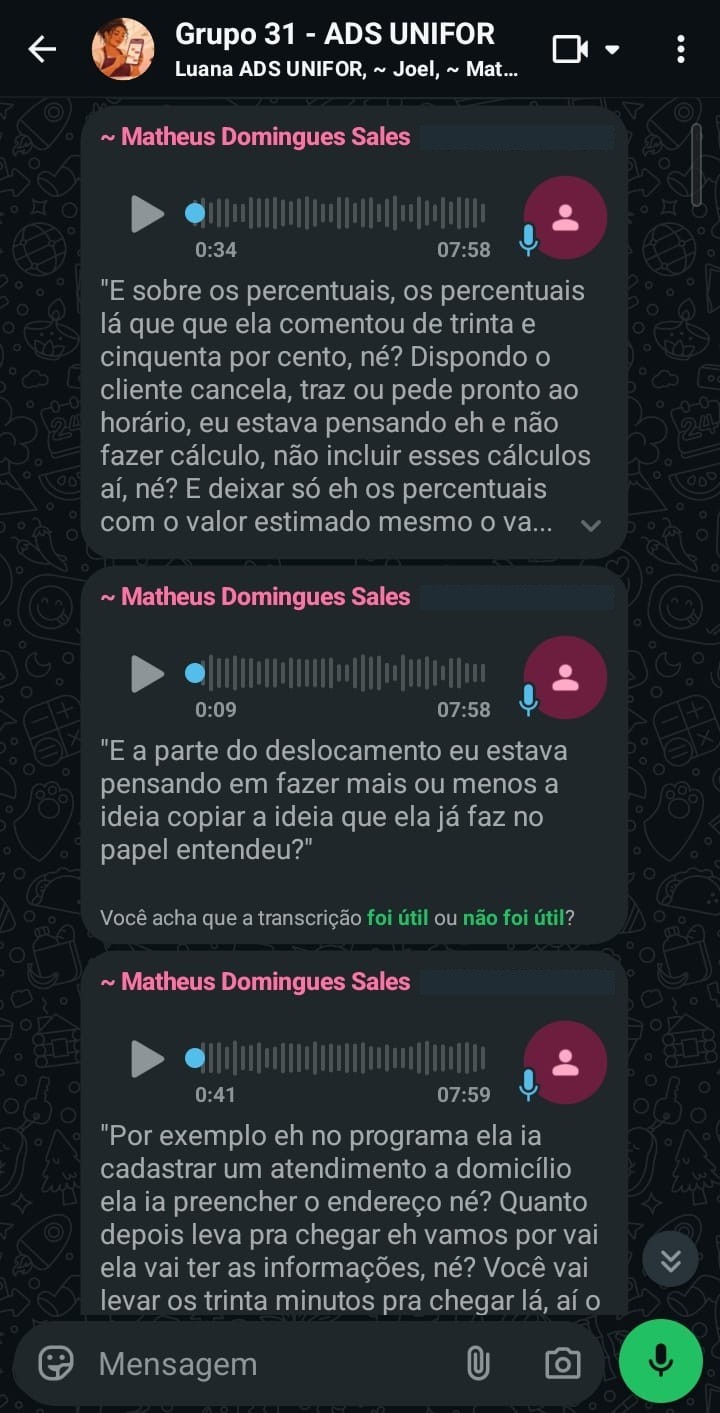 Grupo 31 - ADS UNIFOR
Luana ADS UNIFOR, ~ Joel, ~ Mat...
~ Matheus Domingues Sales
0:34 07:58
"E sobre os percentuais, os percentuais
lá que que ela comentou de trinta e
cinquenta por cento, né? Dispondo o
cliente cancela, traz ou pede pronto ao
horário, eu estava pensando eh e não
fazer cálculo, não incluir esses cálculos
aí, né? E deixar só eh os percentuais
com o valor estimado mesmo o va...
~ Matheus Domingues Sales
0:09 07:58
"E a parte do deslocamento eu estava
pensando em fazer mais ou menos a
ideia copiar a ideia que ela já faz no
papel entendeu?"
Você acha que a transcrição foi útil ou não foi útil?
~ Matheus Domingues Sales
0:41 07:59
"Por exemplo eh no programa ela ia
cadastrar um atendimento a domicílio
ela ia preencher o endereço né? Quanto
depois leva pra chegar eh vamos por vai
ela vai ter as informações, né? Você vai
levar os trinta minutos pra chegar lá, aí o
Mensagem